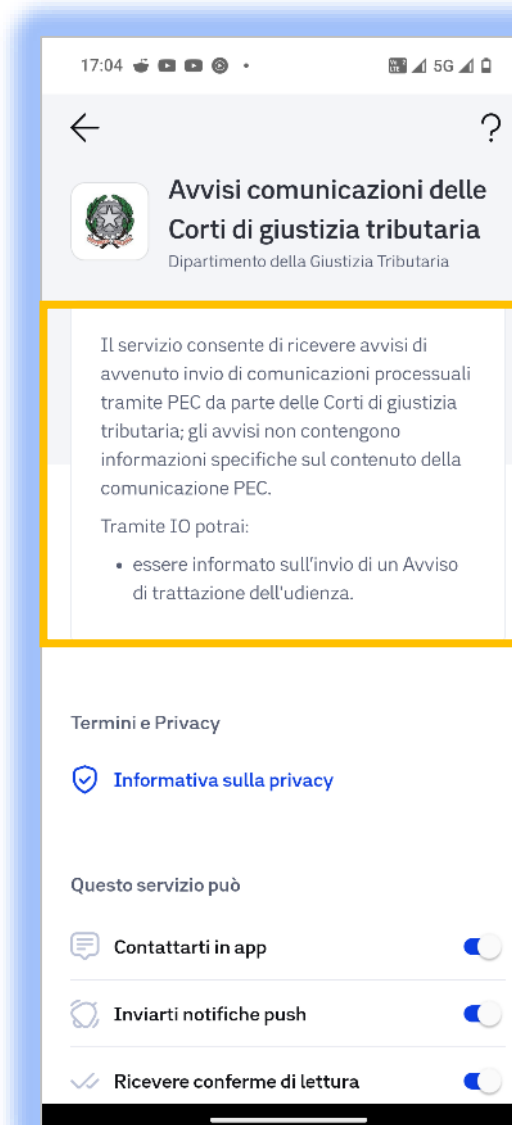 17:04
Vo 2
LTE
5G
?
Avvisi comunicazioni delle
Corti di giustizia tributaria
Dipartimento della Giustizia Tributaria
Il servizio consente di ricevere avvisi di
avvenuto invio di comunicazioni processuali
tramite PEC da parte delle Corti di giustizia
tributaria; gli avvisi non contengono
informazioni specifiche sul contenuto della
comunicazione PEC.
Tramite IO potrai:
• essere informato sull'invio di un Avviso
di trattazione dell'udienza.
Termini e Privacy
Informativa sulla privacy
Questo servizio può
Contattarti in app
Inviarti notifiche push
Ricevere conferme di lettura